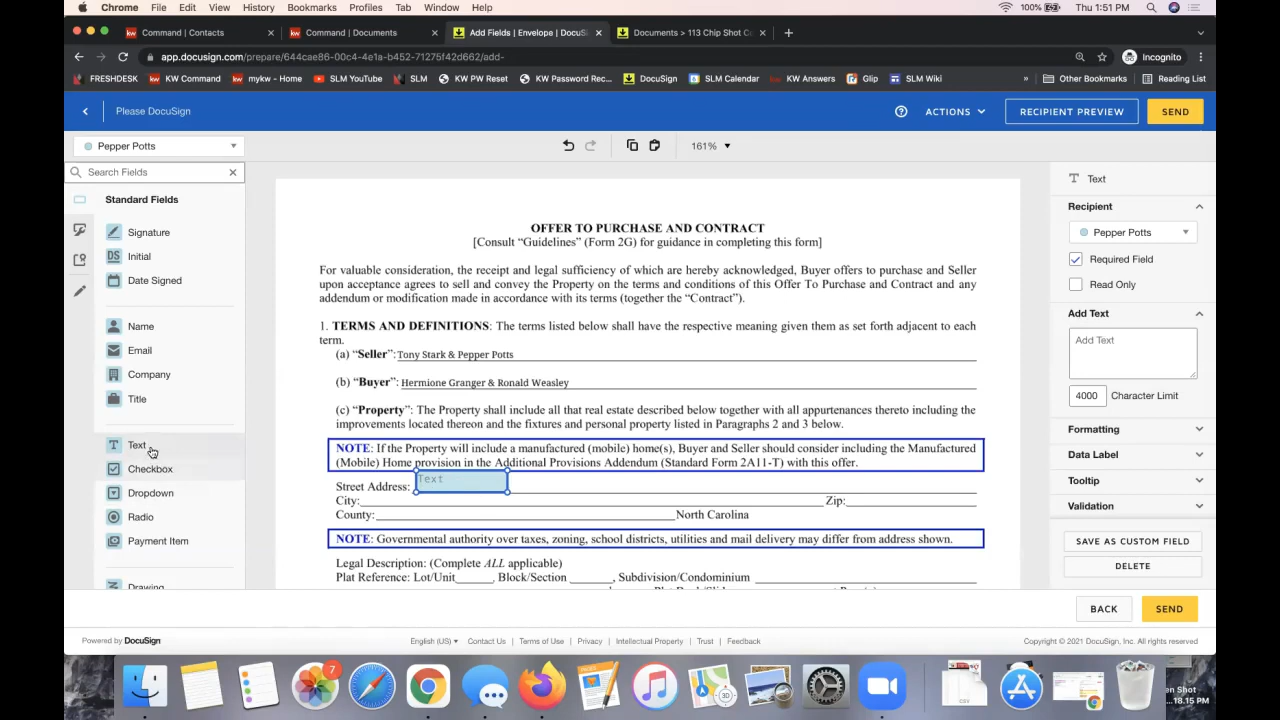 Chrome File Edit View History Bookmarks Profiles Tab Window Help 100% Thu 1:51 PM
kw Command | Contacts kw Command | Documents Add Fields | Envelope | DocuSi Documents > 113 Chip Shot C
app.docusign.com/prepare/644cae86-00c4-4e1a-b452-71275f42d662/add- Incognito
FRESHDESK kw KW Command kw mykw - Home SLM YouTube SLM KW PW Reset KW Password Rec... DocuSign SLM Calendar KW Answers Glip SLM Wiki » Other Bookmarks Reading List
Please DocuSign ACTIONS RECIPIENT PREVIEW SEND
Pepper Potts 161%
Search Fields
Standard Fields
Signature
DS Initial
Date Signed
Name
Email
Company
Title
T Text
Checkbox
Dropdown
Radio
Payment Item
Drawing
OFFER TO PURCHASE AND CONTRACT
[Consult “Guidelines” (Form 2G) for guidance in completing this form]
For valuable consideration, the receipt and legal sufficiency of which are hereby acknowledged, Buyer offers to purchase and Seller
upon acceptance agrees to sell and convey the Property on the terms and conditions of this Offer To Purchase and Contract and any
addendum or modification made in accordance with its terms (together the “Contract”).
1. TERMS AND DEFINITIONS: The terms listed below shall have the respective meaning given them as set forth adjacent to each
term.
(a) “Seller”: Tony Stark & Pepper Potts
(b) “Buyer”: Hermione Granger & Ronald Weasley
(c) “Property”: The Property shall include all that real estate described below together with all appurtenances thereto including the
improvements located thereon and the fixtures and personal property listed in Paragraphs 2 and 3 below.
NOTE: If the Property will include a manufactured (mobile) home(s), Buyer and Seller should consider including the Manufactured
(Mobile) Home provision in the Additional Provisions Addendum (Standard Form 2A11-T) with this offer.
Street Address: Text
City: Zip:
County: North Carolina
NOTE: Governmental authority over taxes, zoning, school districts, utilities and mail delivery may differ from address shown.
Legal Description: (Complete ALL applicable)
Plat Reference: Lot/Unit , Block/Section , Subdivision/Condominium
T Text
Recipient
Pepper Potts
Required Field
Read Only
Add Text
Add Text
4000 Character Limit
Formatting
Data Label
Tooltip
Validation
SAVE AS CUSTOM FIELD
DELETE
BACK SEND
Powered by DocuSign English (US) Contact Us | Terms of Use | Privacy | Intellectual Property | Trust | Feedback Copyright © 2021 DocuSign, Inc. All rights reserved
7
3D
CSV
.18.15 PM